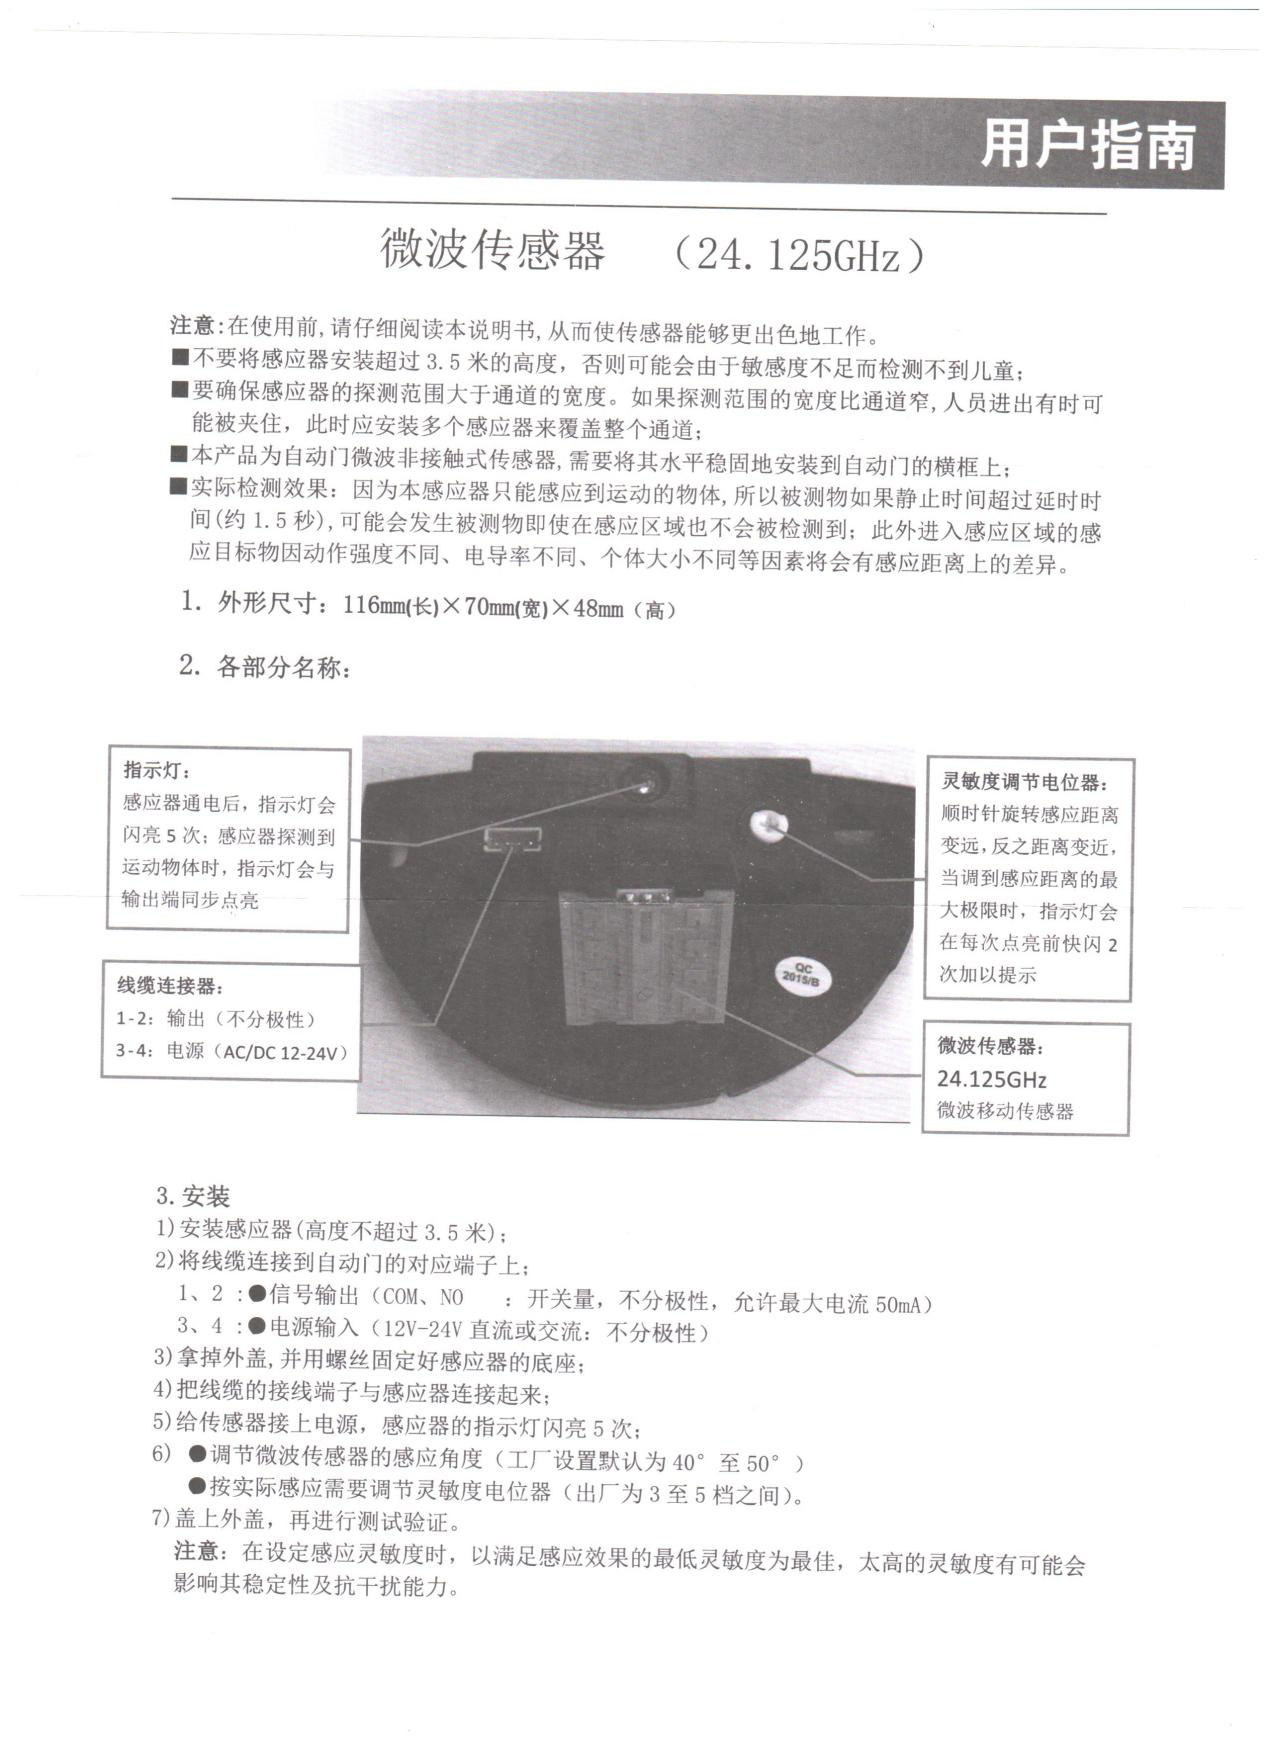 用户指南
微波传感器 （24.125GHz）
注意:在使用前,请仔细阅读本说明书,从而使传感器能够更出色地工作。
■不要将感应器安装超过 3.5 米的高度，否则可能会由于敏感度不足而检测不到儿童；
■要确保感应器的探测范围大于通道的宽度。如果探测范围的宽度比通道窄,人员进出有时可
能被夹住，此时应安装多个感应器来覆盖整个通道；
■本产品为自动门微波非接触式传感器,需要将其水平稳固地安装到自动门的横框上；
■实际检测效果：因为本感应器只能感应到运动的物体,所以被测物如果静止时间超过延时时
间(约 1.5 秒),可能会发生被测物即使在感应区域也不会被检测到；此外进入感应区域的感
应目标物因动作强度不同、电导率不同、个体大小不同等因素将会有感应距离上的差异。
1. 外形尺寸：116mm(长)×70mm(宽)×48mm（高）
2. 各部分名称：
指示灯：
感应器通电后，指示灯会
闪亮 5 次；感应器探测到
运动物体时，指示灯会与
输出端同步点亮
线缆连接器：
1-2：输出（不分极性）
3-4：电源（AC/DC 12-24V）
QC
2015/B
灵敏度调节电位器：
顺时针旋转感应距离
变远，反之距离变近，
当调到感应距离的最
大极限时，指示灯会
在每次点亮前快闪 2
次加以提示
微波传感器：
24.125GHz
微波移动传感器
3.安装
1)安装感应器(高度不超过 3.5 米)；
2)将线缆连接到自动门的对应端子上；
1、2 :●信号输出（COM、NO ：开关量，不分极性，允许最大电流 50mA）
3、4 :●电源输入（12V-24V 直流或交流：不分极性）
3)拿掉外盖,并用螺丝固定好感应器的底座；
4)把线缆的接线端子与感应器连接起来；
5)给传感器接上电源，感应器的指示灯闪亮 5 次；
6) ●调节微波传感器的感应角度（工厂设置默认为 40° 至 50° ）
●按实际感应需要调节灵敏度电位器（出厂为 3 至 5 档之间）。
7)盖上外盖，再进行测试验证。
注意：在设定感应灵敏度时，以满足感应效果的最低灵敏度为最佳，太高的灵敏度有可能会
影响其稳定性及抗干扰能力。